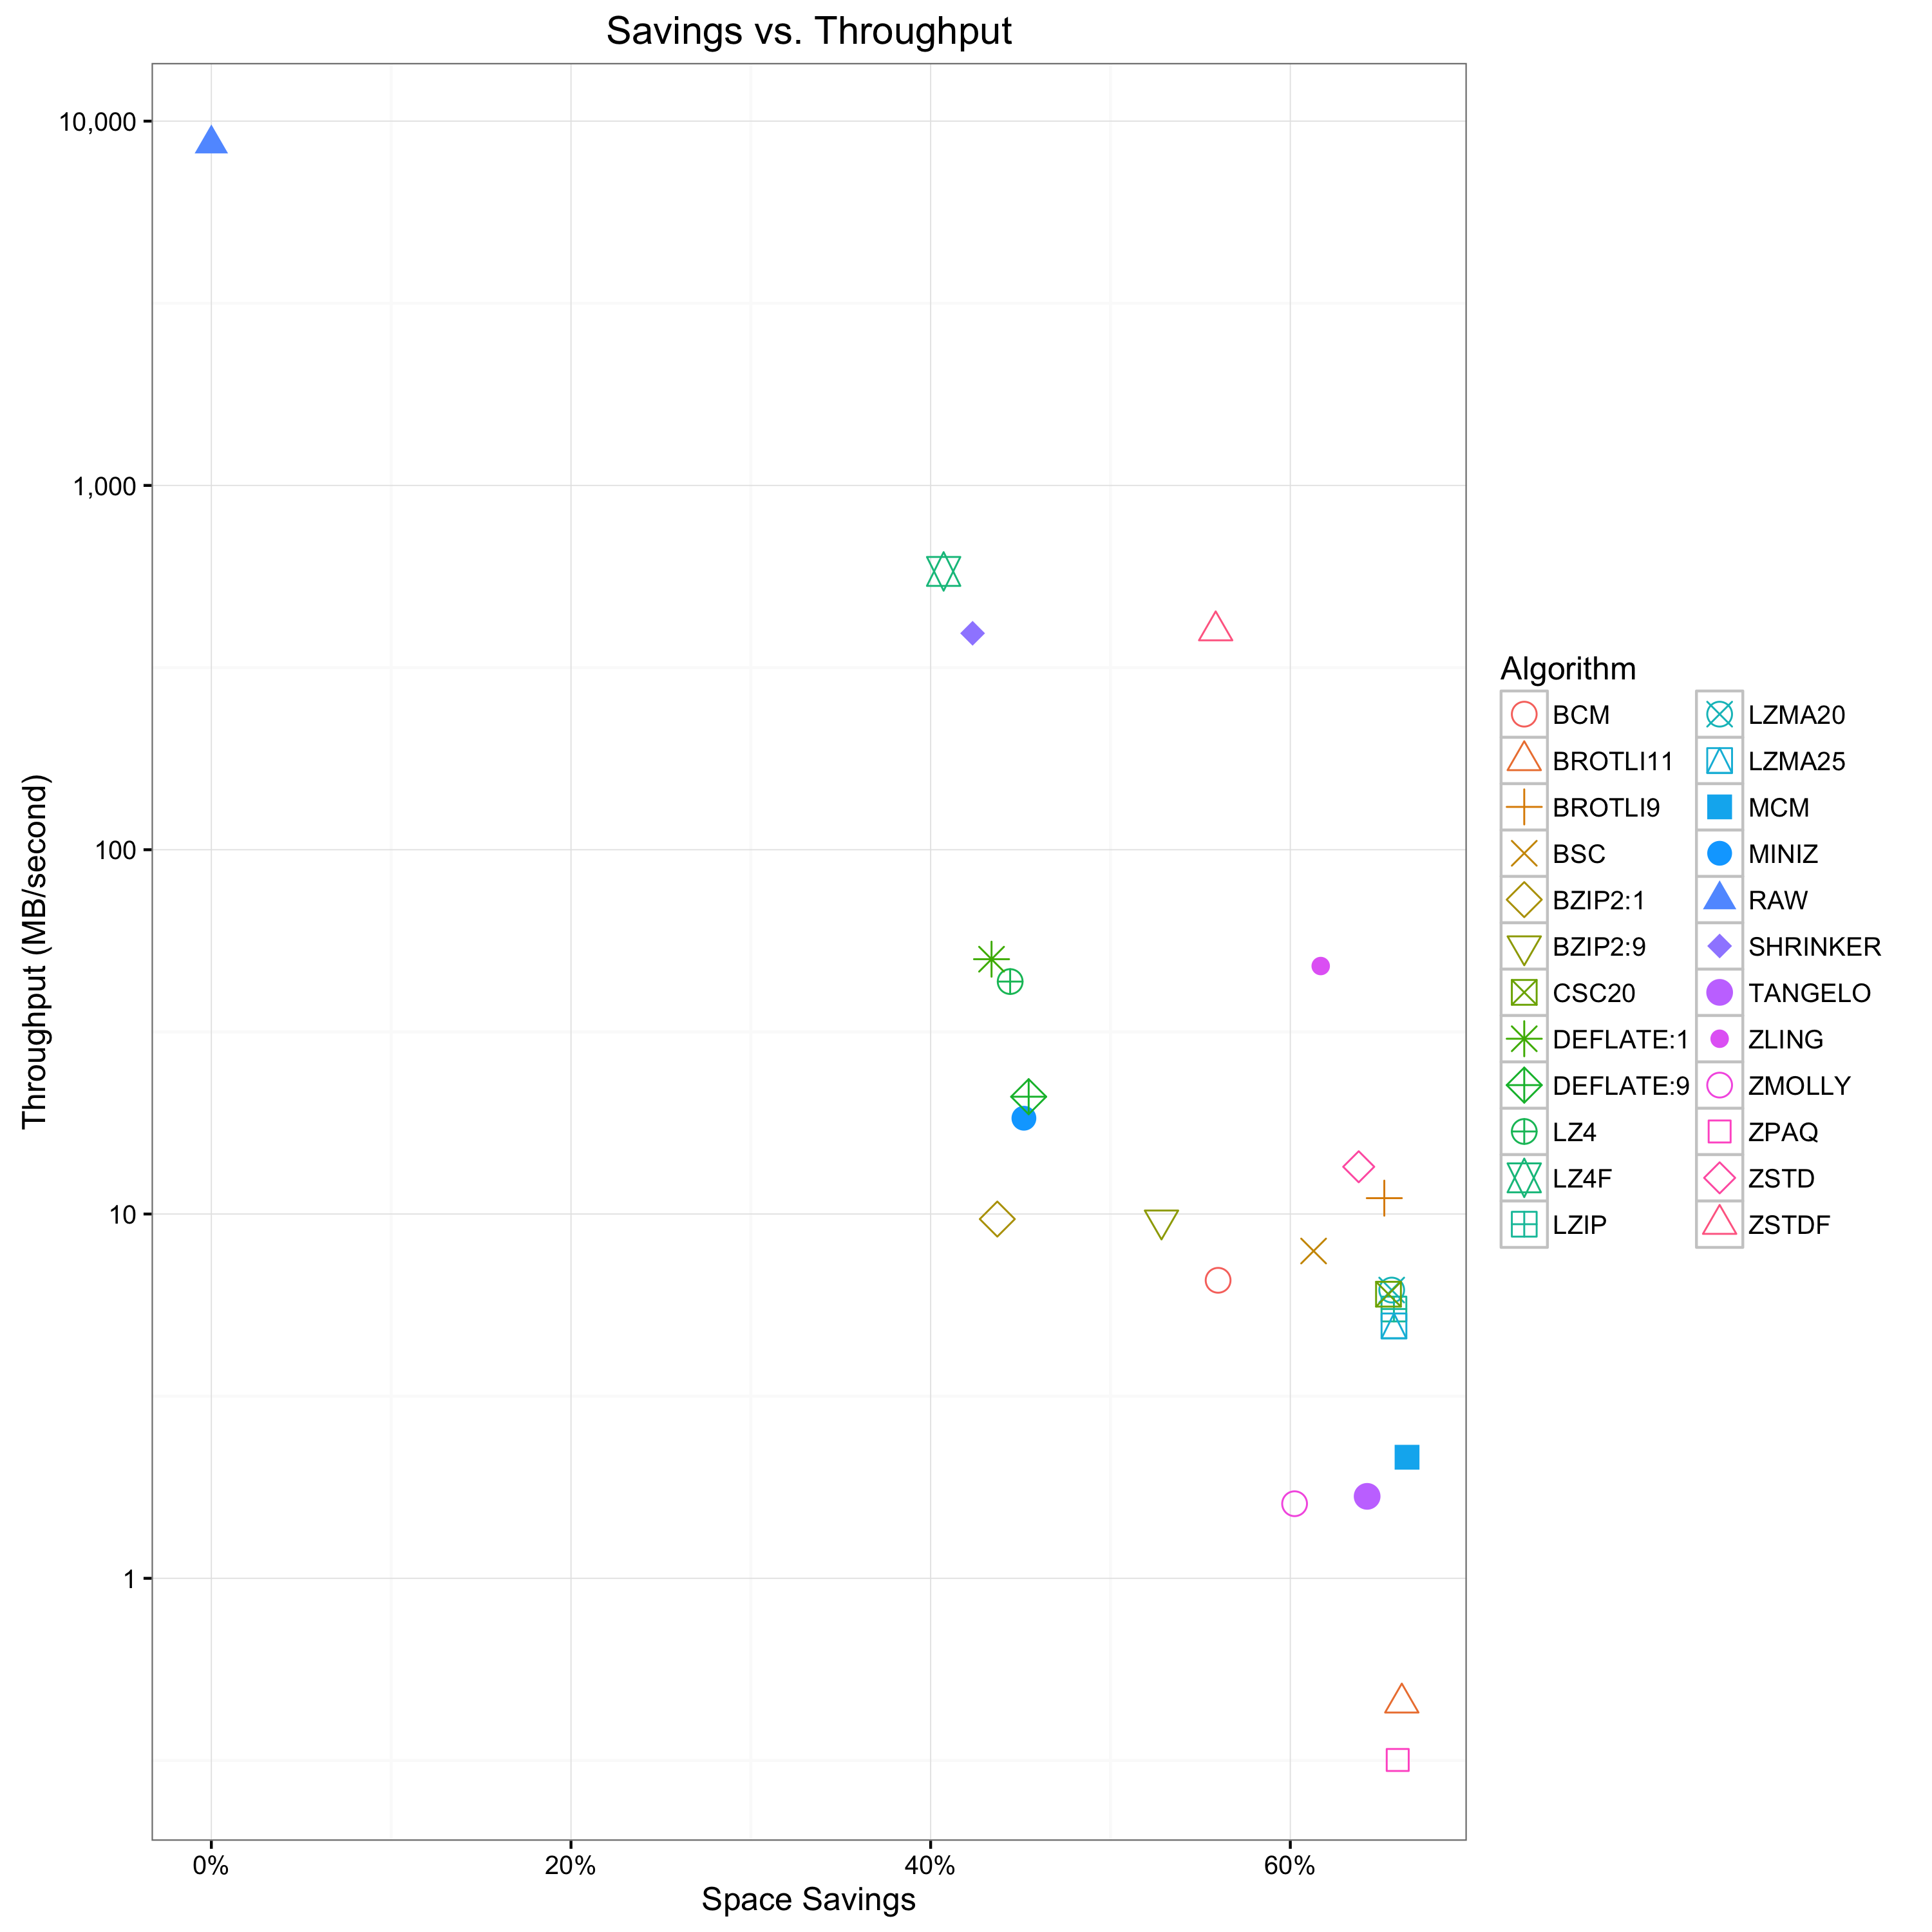 Savings vs. Throughput
10,000
1,000
100
10
1
Throughput (MB/second)
0%
20%
40%
60%
Space Savings
Algorithm
BCM
BROTLI11
BROTLI9
BSC
BZIP2:1
BZIP2:9
CSC20
DEFLATE:1
DEFLATE:9
LZ4
LZ4F
LZIP
LZMA20
LZMA25
MCM
MINIZ
RAW
SHRINKER
TANGELO
ZLING
ZMOLLY
ZPAQ
ZSTD
ZSTDF